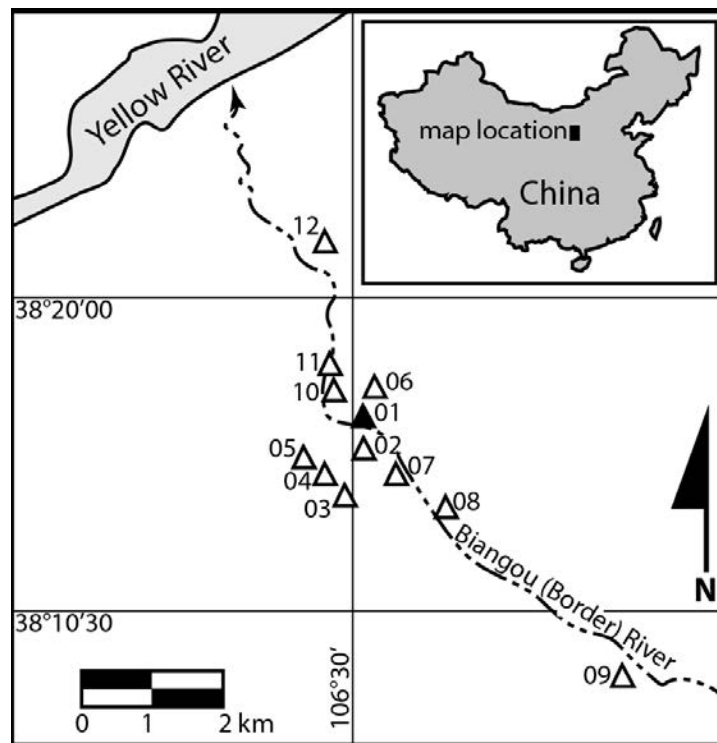 Yellow River
map location
China
12
38°20'00
11
10
06
01
02
05
04
07
03
08
Biangou (Border) River
N
38°10'30
106°30'
09
0 1 2 km